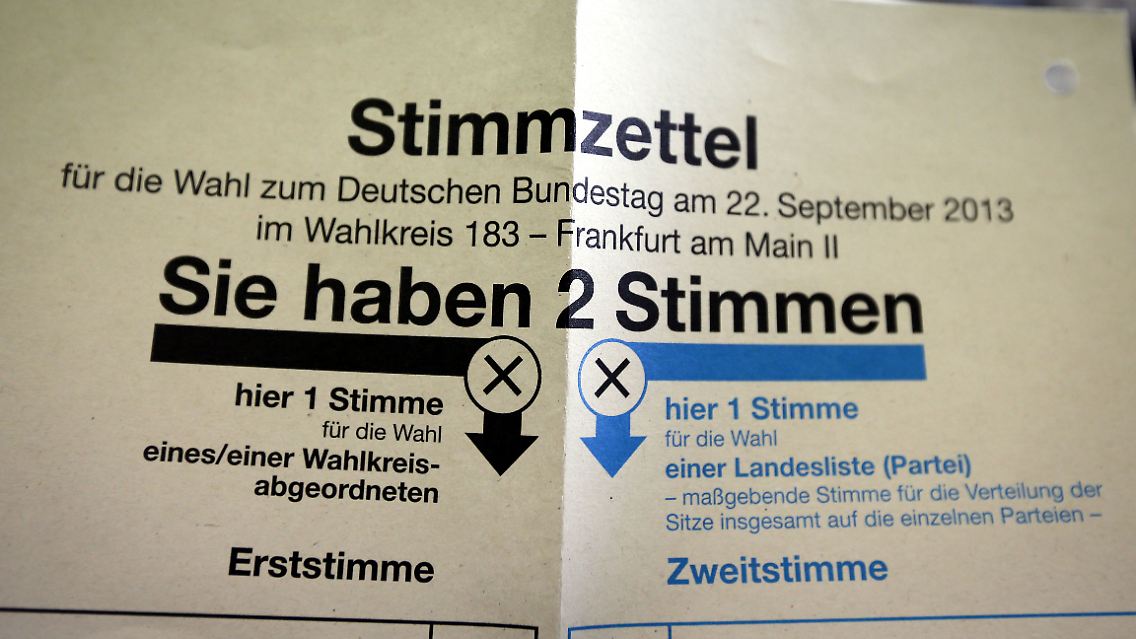 Stimmzettel
für die Wahl zum Deutschen Bundestag am 22. September 2013
im Wahlkreis 183 – Frankfurt am Main II
Sie haben 2 Stimmen
hier 1 Stimme
für die Wahl
eines/einer Wahlkreis-
abgeordneten
Erststimme
hier 1 Stimme
für die Wahl
einer Landesliste (Partei)
– maßgebende Stimme für die Verteilung der
Sitze insgesamt auf die einzelnen Parteien –
Zweitstimme